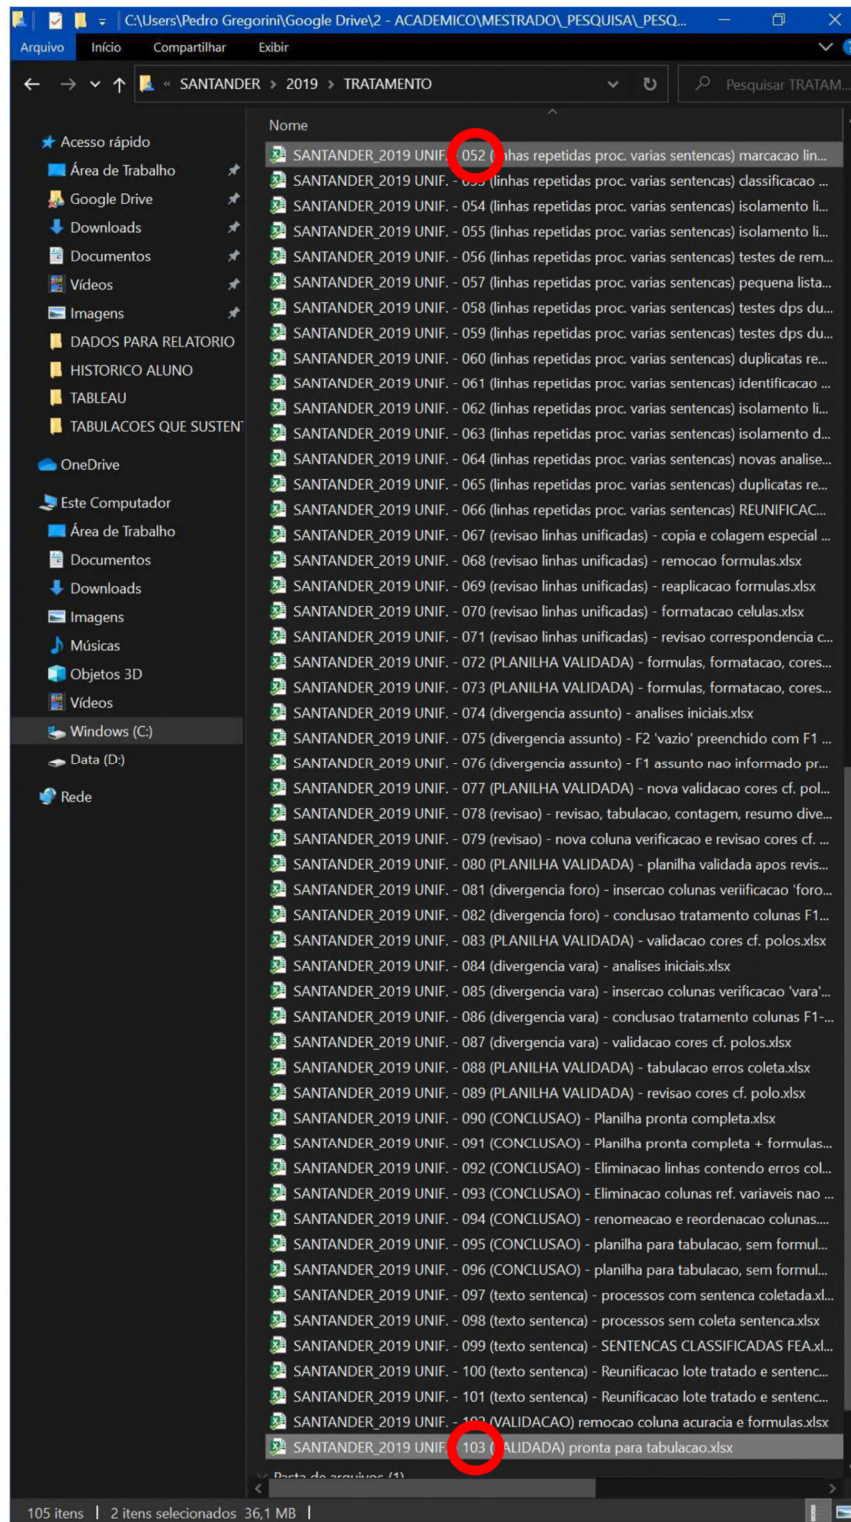 C:\Users\Pedro Gregorini\Google Drive\2 - ACADEMICO\MESTRADO\_PESQUISA\_PESQ...
Arquivo Início Compartilhar Exibir
« SANTANDER > 2019 > TRATAMENTO
Pesquisar TRATAM...
Acesso rápido
Área de Trabalho
Google Drive
Downloads
Documentos
Vídeos
Imagens
DADOS PARA RELATORIO
HISTORICO ALUNO
TABLEAU
TABULACOES QUE SUSTEN
OneDrive
Este Computador
Área de Trabalho
Documentos
Downloads
Imagens
Músicas
Objetos 3D
Vídeos
Windows (C:)
Data (D:)
Rede
Nome
SANTANDER_2019 UNIF. - 052 (linhas repetidas proc. varias sentencas) marcacao lin...
SANTANDER_2019 UNIF. - 053 (linhas repetidas proc. varias sentencas) classificacao ...
SANTANDER_2019 UNIF. - 054 (linhas repetidas proc. varias sentencas) isolamento li...
SANTANDER_2019 UNIF. - 055 (linhas repetidas proc. varias sentencas) isolamento li...
SANTANDER_2019 UNIF. - 056 (linhas repetidas proc. varias sentencas) testes de rem...
SANTANDER_2019 UNIF. - 057 (linhas repetidas proc. varias sentencas) pequena lista...
SANTANDER_2019 UNIF. - 058 (linhas repetidas proc. varias sentencas) testes dps du...
SANTANDER_2019 UNIF. - 059 (linhas repetidas proc. varias sentencas) testes dps du...
SANTANDER_2019 UNIF. - 060 (linhas repetidas proc. varias sentencas) duplicatas re...
SANTANDER_2019 UNIF. - 061 (linhas repetidas proc. varias sentencas) identificacao ...
SANTANDER_2019 UNIF. - 062 (linhas repetidas proc. varias sentencas) isolamento li...
SANTANDER_2019 UNIF. - 063 (linhas repetidas proc. varias sentencas) isolamento d...
SANTANDER_2019 UNIF. - 064 (linhas repetidas proc. varias sentencas) novas analise...
SANTANDER_2019 UNIF. - 065 (linhas repetidas proc. varias sentencas) duplicatas re...
SANTANDER_2019 UNIF. - 066 (linhas repetidas proc. varias sentencas) REUNIFICAC...
SANTANDER_2019 UNIF. - 067 (revisao linhas unificadas) - copia e colagem especial ...
SANTANDER_2019 UNIF. - 068 (revisao linhas unificadas) - remocao formulas.xlsx
SANTANDER_2019 UNIF. - 069 (revisao linhas unificadas) - reaplicacao formulas.xlsx
SANTANDER_2019 UNIF. - 070 (revisao linhas unificadas) - formatacao celulas.xlsx
SANTANDER_2019 UNIF. - 071 (revisao linhas unificadas) - revisao correspondencia c...
SANTANDER_2019 UNIF. - 072 (PLANILHA VALIDADA) - formulas, formatacao, cores...
SANTANDER_2019 UNIF. - 073 (PLANILHA VALIDADA) - formulas, formatacao, cores...
SANTANDER_2019 UNIF. - 074 (divergencia assunto) - analises iniciais.xlsx
SANTANDER_2019 UNIF. - 075 (divergencia assunto) - F2 'vazio' preenchido com F1 ...
SANTANDER_2019 UNIF. - 076 (divergencia assunto) - F1 assunto nao informado pr...
SANTANDER_2019 UNIF. - 077 (PLANILHA VALIDADA) - nova validacao cores cf. pol...
SANTANDER_2019 UNIF. - 078 (revisao) - revisao, tabulacao, contagem, resumo dive...
SANTANDER_2019 UNIF. - 079 (revisao) - nova coluna verificacao e revisao cores cf. ...
SANTANDER_2019 UNIF. - 080 (PLANILHA VALIDADA) - planilha validada apos revis...
SANTANDER_2019 UNIF. - 081 (divergencia foro) - insercao colunas veriificacao 'foro...
SANTANDER_2019 UNIF. - 082 (divergencia foro) - conclusao tratamento colunas F1...
SANTANDER_2019 UNIF. - 083 (PLANILHA VALIDADA) - validacao cores cf. polos.xlsx
SANTANDER_2019 UNIF. - 084 (divergencia vara) - analises iniciais.xlsx
SANTANDER_2019 UNIF. - 085 (divergencia vara) - insercao colunas verificacao 'vara'...
SANTANDER_2019 UNIF. - 086 (divergencia vara) - conclusao tratamento colunas F1-...
SANTANDER_2019 UNIF. - 087 (divergencia vara) - validacao cores cf. polos.xlsx
SANTANDER_2019 UNIF. - 088 (PLANILHA VALIDADA) - tabulacao erros coleta.xlsx
SANTANDER_2019 UNIF. - 089 (PLANILHA VALIDADA) - revisao cores cf. polo.xlsx
SANTANDER_2019 UNIF. - 090 (CONCLUSAO) - Planilha pronta completa.xlsx
SANTANDER_2019 UNIF. - 091 (CONCLUSAO) - Planilha pronta completa + formulas...
SANTANDER_2019 UNIF. - 092 (CONCLUSAO) - Eliminacao linhas contendo erros col...
SANTANDER_2019 UNIF. - 093 (CONCLUSAO) - Eliminacao colunas ref. variaveis nao ...
SANTANDER_2019 UNIF. - 094 (CONCLUSAO) - renomeacao e reordenacao colunas....
SANTANDER_2019 UNIF. - 095 (CONCLUSAO) - planilha para tabulacao, sem formul...
SANTANDER_2019 UNIF. - 096 (CONCLUSAO) - planilha para tabulacao, sem formul...
SANTANDER_2019 UNIF. - 097 (texto sentenca) - processos com sentenca coletada.xl...
SANTANDER_2019 UNIF. - 098 (texto sentenca) - processos sem coleta sentenca.xlsx
SANTANDER_2019 UNIF. - 099 (texto sentenca) - SENTENCAS CLASSIFICADAS FEA.xl...
SANTANDER_2019 UNIF. - 100 (texto sentenca) - Reunificacao lote tratado e sentenc...
SANTANDER_2019 UNIF. - 101 (texto sentenca) - Reunificacao lote tratado e sentenc...
SANTANDER_2019 UNIF. - 102 (VALIDACAO) remocao coluna acuracia e formulas.xlsx
SANTANDER_2019 UNIF. - 103 (VALIDADA) pronta para tabulacao.xlsx
Pasta de arquivos (1)
105 itens | 2 itens selecionados 36,1 MB |